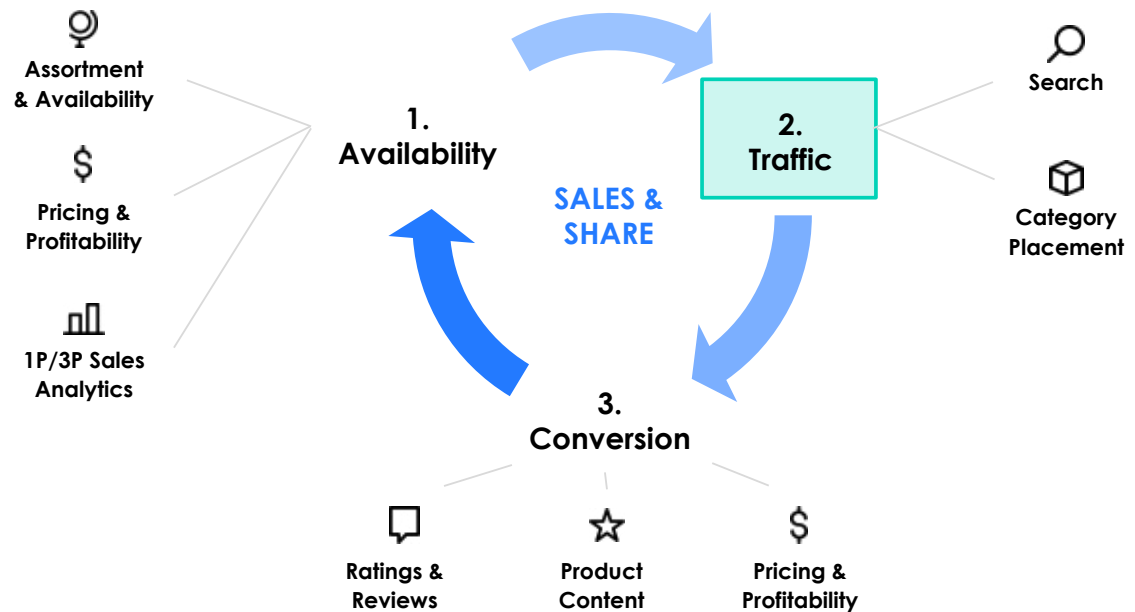 Assortment
& Availability
$
Pricing &
Profitability
1P/3P Sales
Analytics
1.
Availability
2.
Traffic
SALES &
SHARE
Search
Category
Placement
3.
Conversion
Ratings &
Reviews
Product
Content
$
Pricing &
Profitability